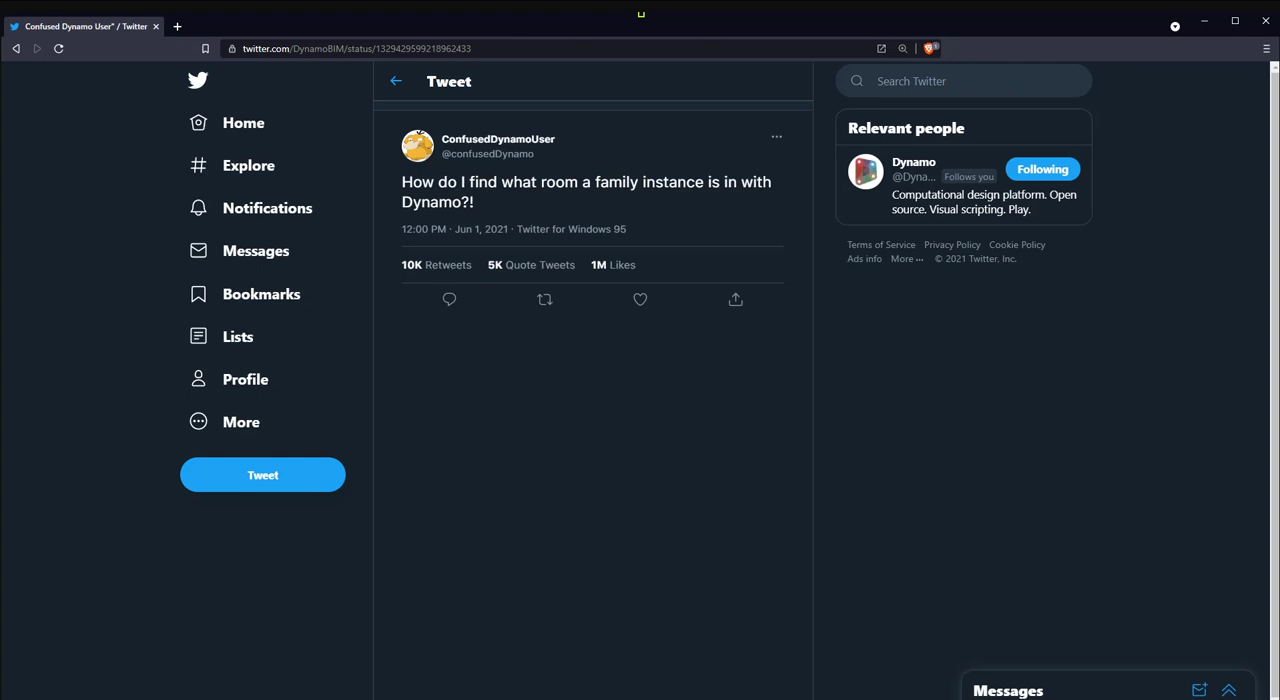 Confused Dynamo User" / Twitter
twitter.com/DynamoBIM/status/1329429599218962433
Home
Explore
Notifications
Messages
Bookmarks
Lists
Profile
More
Tweet
Tweet
ConfusedDynamoUser
@confusedDynamo
How do I find what room a family instance is in with
Dynamo?!
12:00 PM · Jun 1, 2021 · Twitter for Windows 95
10K Retweets 5K Quote Tweets 1M Likes
Search Twitter
Relevant people
Dynamo
@Dyna... Follows you
Following
Computational design platform. Open
source. Visual scripting. Play.
Terms of Service Privacy Policy Cookie Policy
Ads info More ··· © 2021 Twitter, Inc.
Messages